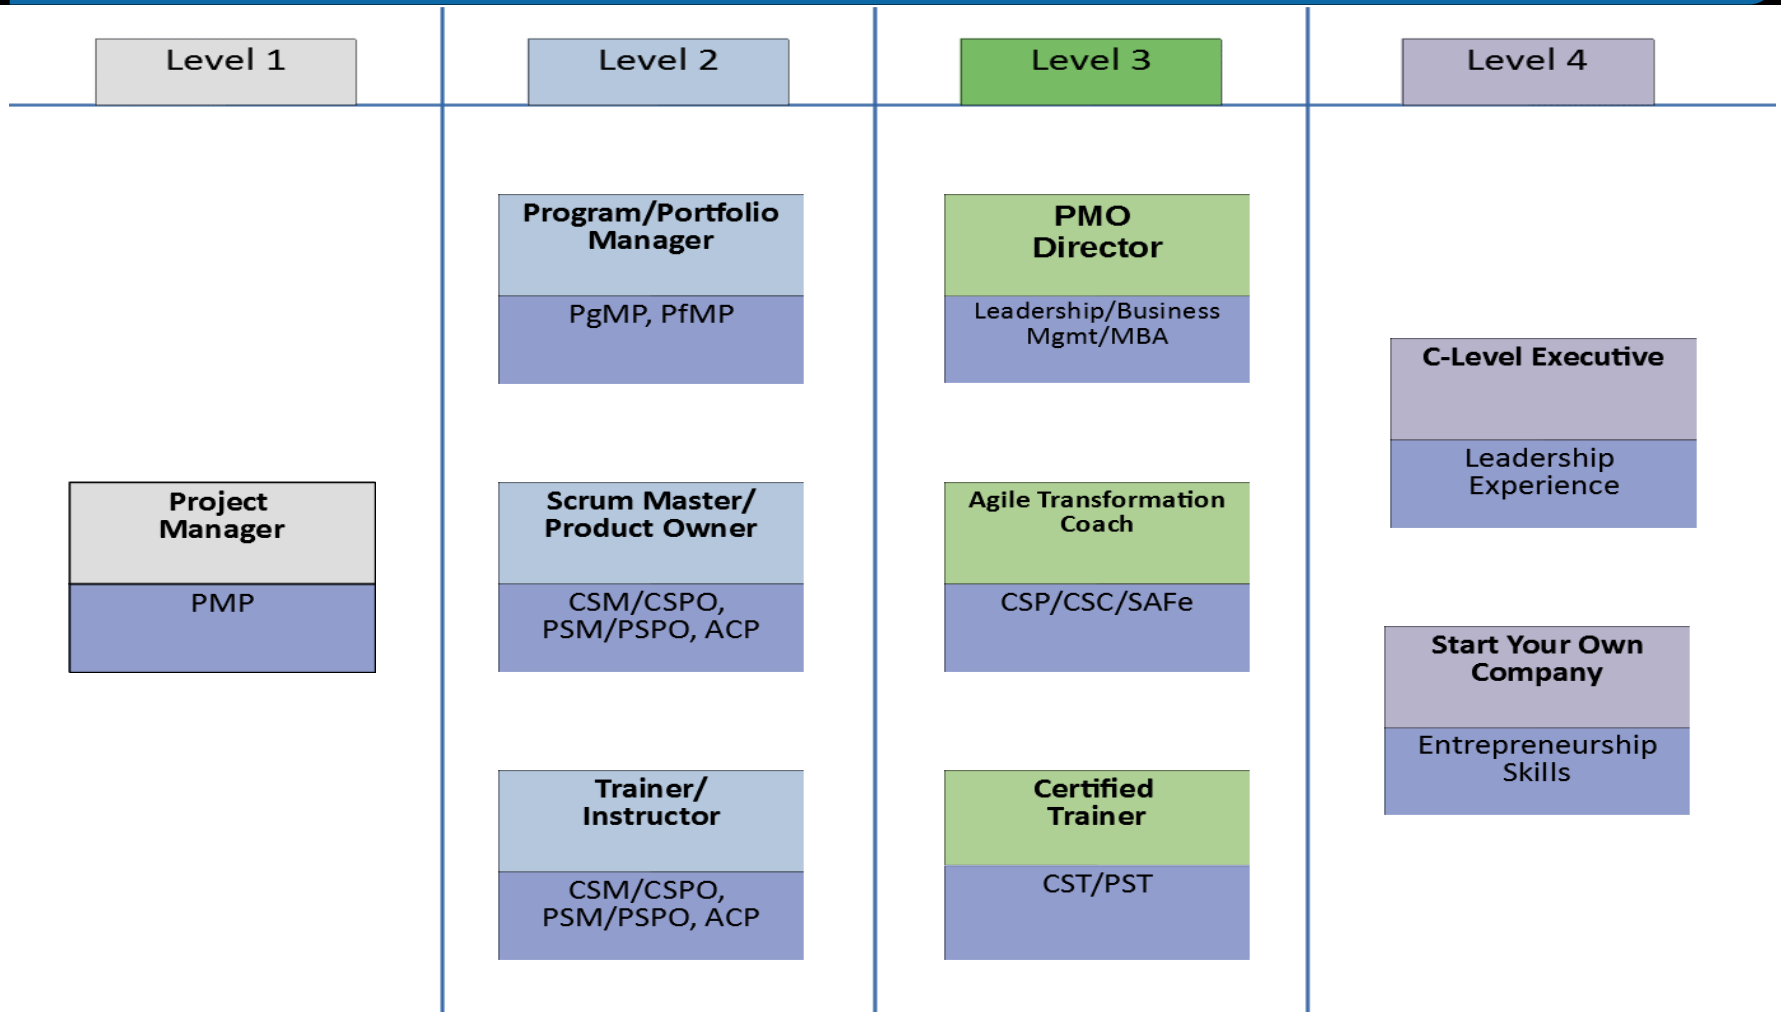 Level 1
Level 2
Level 3
Level 4
Program/Portfolio
Manager
PgMP, PfMP
PMO
Director
Leadership/Business
Mgmt/MBA
C-Level Executive
Leadership
Experience
Project
Manager
PMP
Scrum Master/
Product Owner
CSM/CSPO,
PSM/PSPO, ACP
Agile Transformation
Coach
CSP/CSC/SAFe
Start Your Own
Company
Entrepreneurship
Skills
Trainer/
Instructor
CSM/CSPO,
PSM/PSPO, ACP
Certified
Trainer
CST/PST